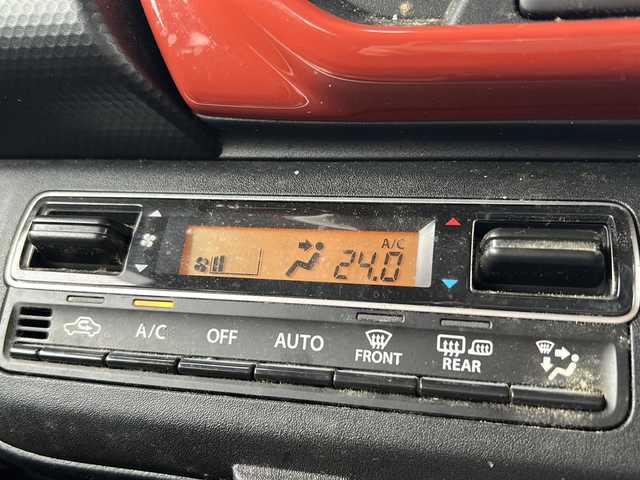 A/C
24.0
A/C OFF AUTO FRONT REAR